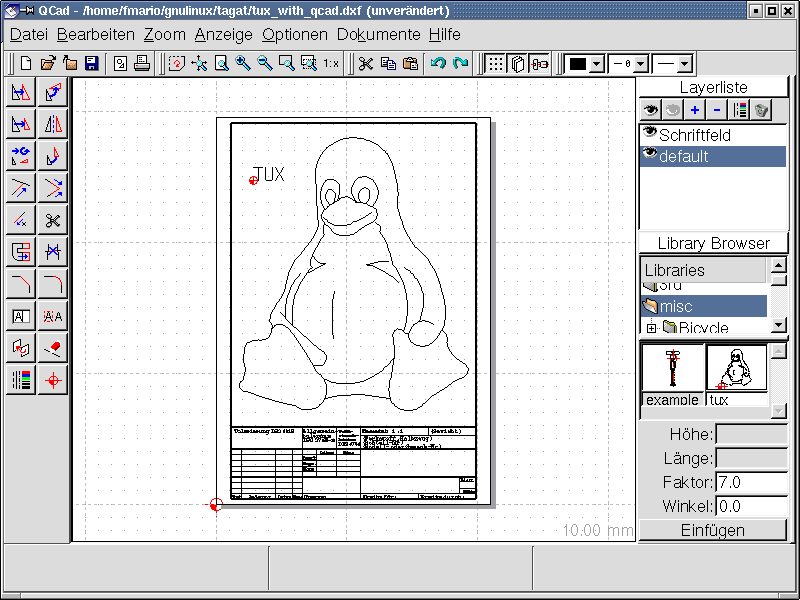 QCad - /home/fmario/gnulinux/tagat/tux_with_qcad.dxf (unverändert)
Datei Bearbeiten Zoom Anzeige Optionen Dokumente Hilfe
1:x
0
Layerliste
Schriftfeld
default
TUX
Library Browser
Libraries
3rd
misc
Bicycle
example tux
Höhe:
Länge:
Faktor: 7.0
Winkel: 0.0
10.00 mm
Einfügen